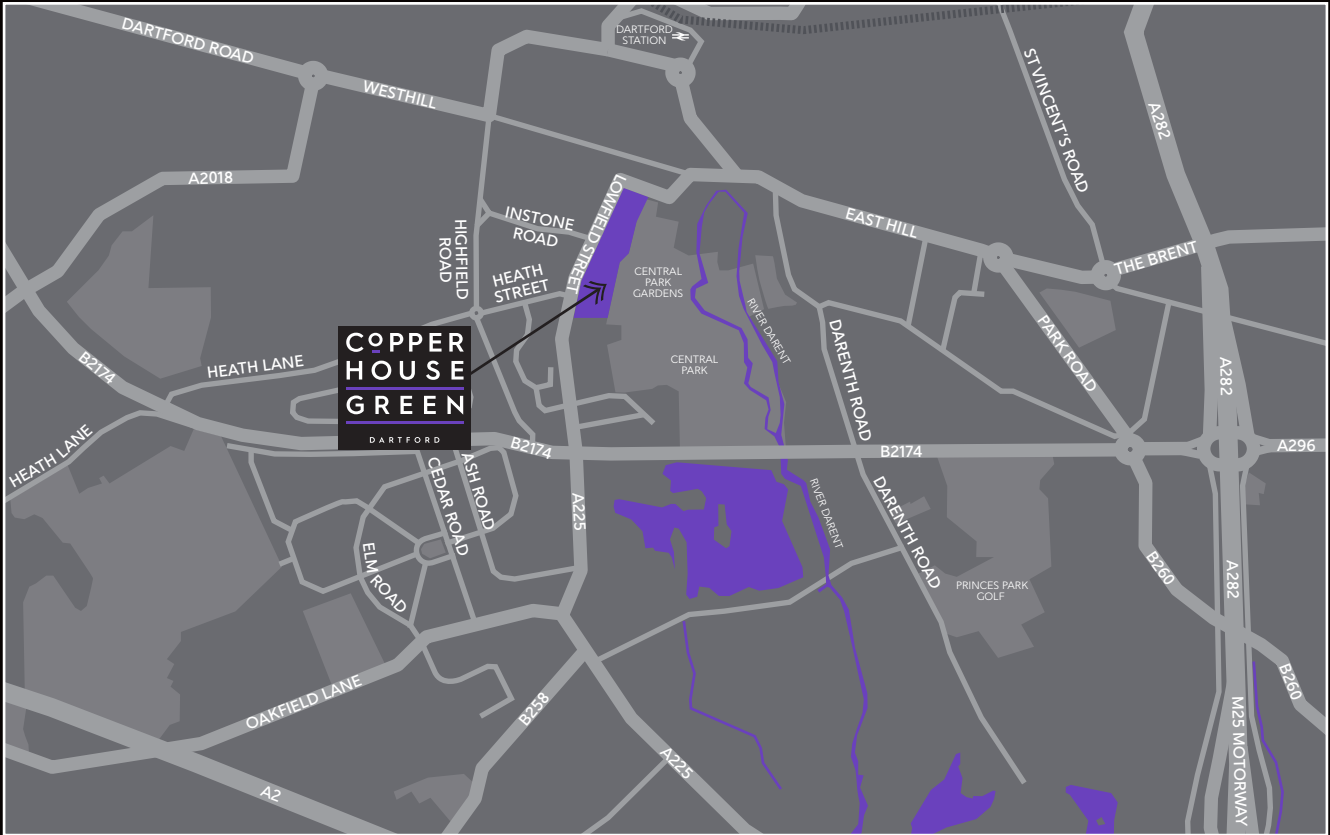 DARTFORD
STATION
DARTFORD ROAD
WESTHILL
ST VINCENT'S ROAD
A282
A2018
LOWFIELD STREET
INSTONE
ROAD
HIGHFIELD
ROAD
HEATH
STREET
EAST HILL
THE BRENT
CENTRAL
PARK
GARDENS
RIVER DARENT
PARK ROAD
DARENTH ROAD
COPPER
HOUSE
GREEN
DARTFORD
B2174
HEATH LANE
CENTRAL
PARK
A282
HEATH LANE
B2174
B2174
A296
CEDAR ROAD
ASH ROAD
A225
RIVER DARENT
DARENTH ROAD
ELM ROAD
B260
A282
PRINCES PARK
GOLF
OAKFIELD LANE
B258
B260
M25 MOTORWAY
A225
A2